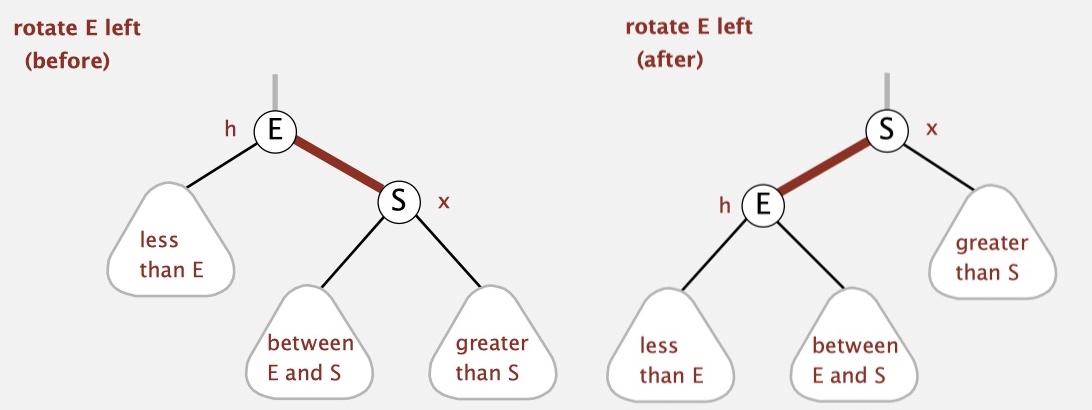 rotate E left
(before)
h
E
S
x
less
than E
between
E and S
greater
than S
rotate E left
(after)
S
x
h
E
greater
than S
less
than E
between
E and S